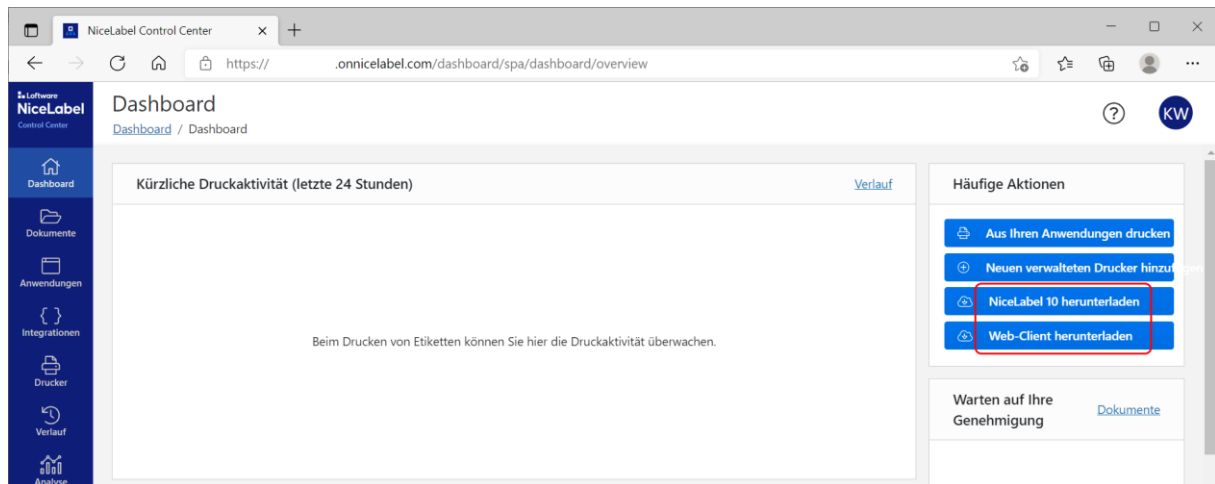 NiceLabel Control Center
https:// .onnicelabel.com/dashboard/spa/dashboard/overview
Loftware
NiceLabel
Control Center
Dashboard
Dashboard / Dashboard
?
KW
Dashboard
Dokumente
Anwendungen
{ }
Integrationen
Drucker
Verlauf
Analyse
Kürzliche Druckaktivität (letzte 24 Stunden)
Verlauf
Beim Drucken von Etiketten können Sie hier die Druckaktivität überwachen.
Häufige Aktionen
Aus Ihren Anwendungen drucken
Neuen verwalteten Drucker hinzufügen
NiceLabel 10 herunterladen
Web-Client herunterladen
Warten auf Ihre
Genehmigung
Dokumente